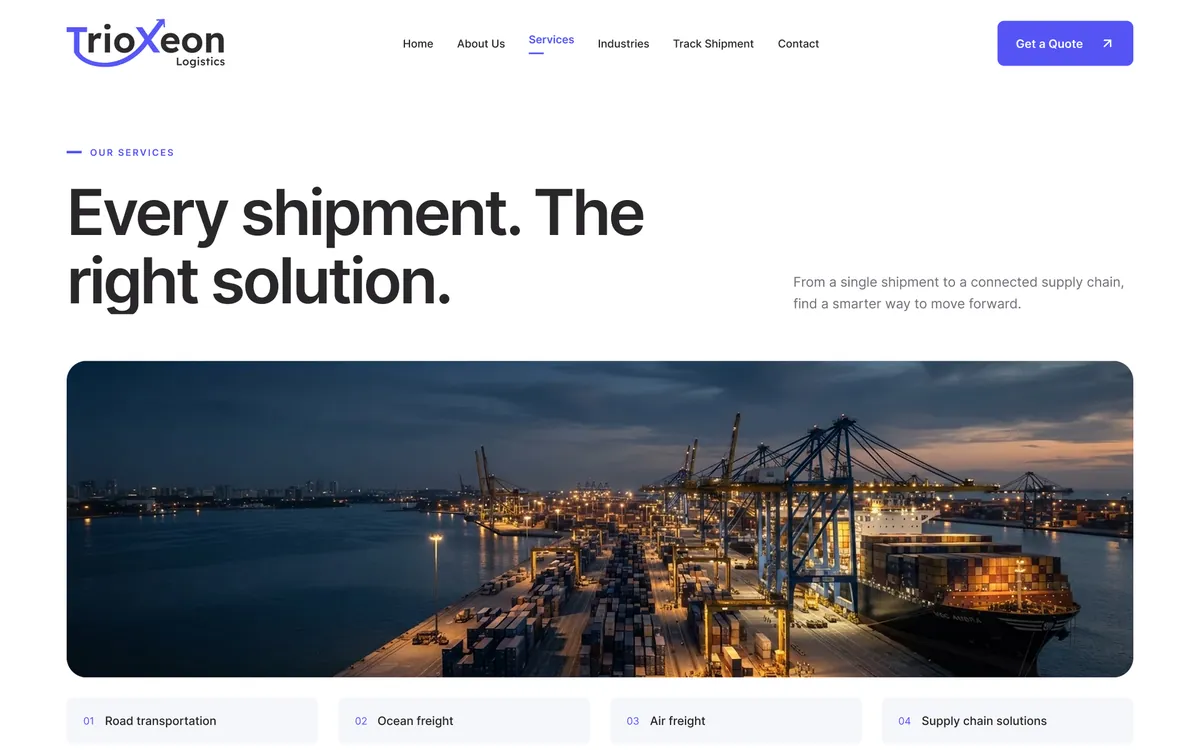 TrioXeon
Logistics
Home
About Us
Services
Industries
Track Shipment
Contact
Get a Quote
OUR SERVICES
Every shipment. The
right solution.
From a single shipment to a connected supply chain,
find a smarter way to move forward.
01 Road transportation
02 Ocean freight
03 Air freight
04 Supply chain solutions